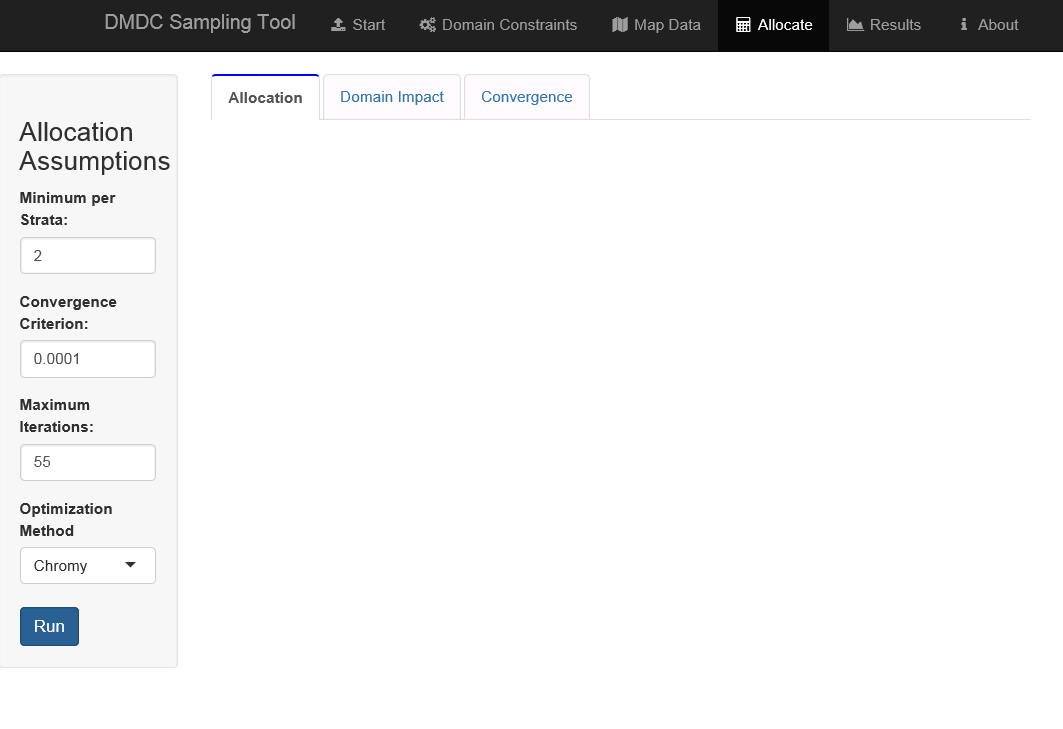 DMDC Sampling Tool Start Domain Constraints Map Data Allocate Results About
Allocation Domain Impact Convergence
Allocation
Assumptions
Minimum per
Strata:
2
Convergence
Criterion:
0.0001
Maximum
Iterations:
55
Optimization
Method
Chromy
Run